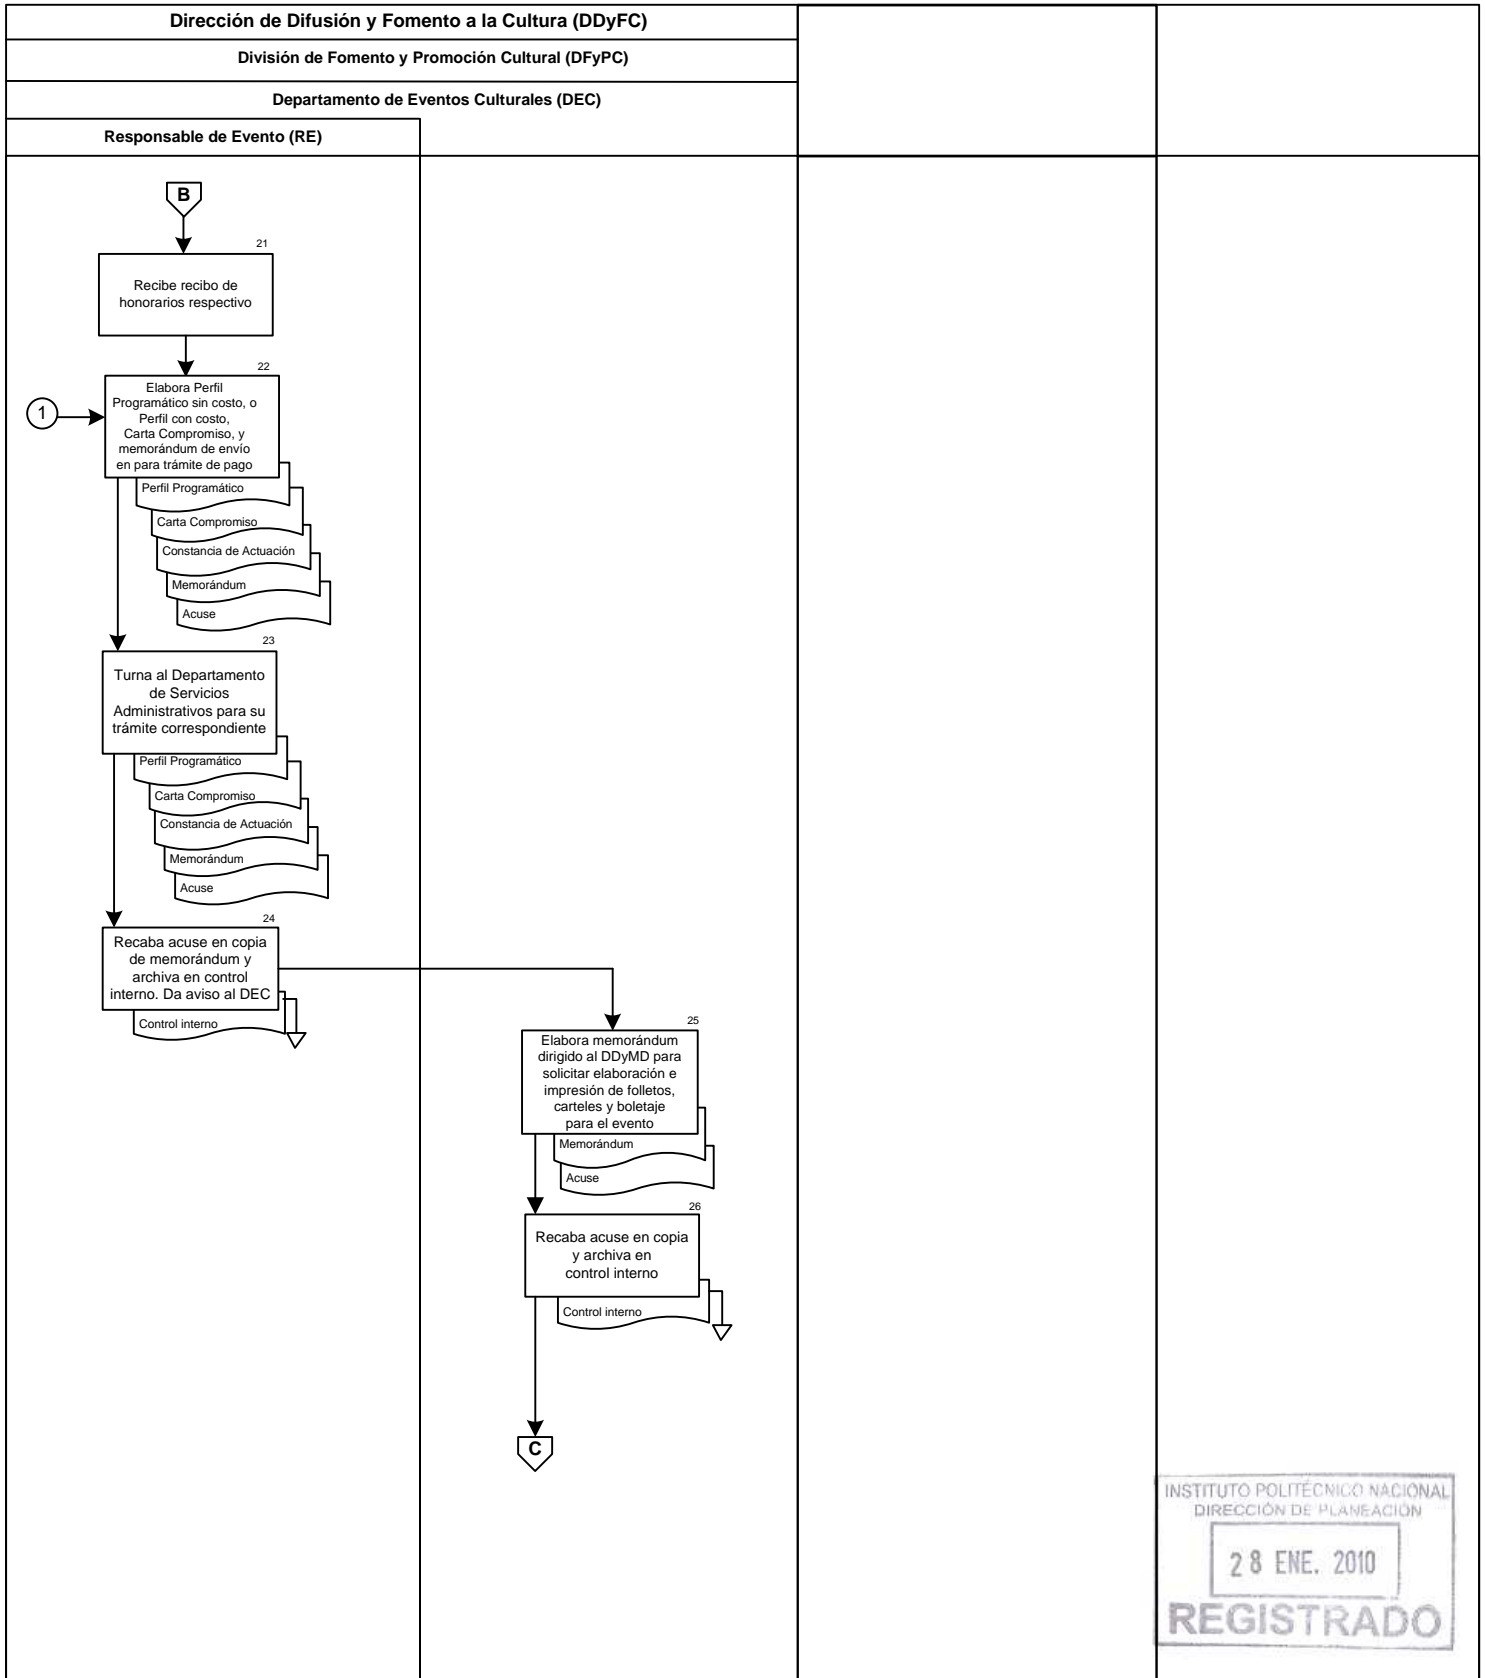 Dirección de Difusión y Fomento a la Cultura (DDyFC)
División de Fomento y Promoción Cultural (DFyPC)
Departamento de Eventos Culturales (DEC)
Responsable de Evento (RE)
B
21
Recibe recibo de
honorarios respectivo
22
1
Elabora Perfil
Programático sin costo, o
Perfil con costo,
Carta Compromiso, y
memorándum de envío
en para trámite de pago
Perfil Programático
Carta Compromiso
Constancia de Actuación
Memorándum
Acuse
23
Turna al Departamento
de Servicios
Administrativos para su
trámite correspondiente
Perfil Programático
Carta Compromiso
Constancia de Actuación
Memorándum
Acuse
24
Recaba acuse en copia
de memorándum y
archiva en control
interno. Da aviso al DEC
Control interno
25
Elabora memorándum
dirigido al DDyMD para
solicitar elaboración e
impresión de folletos,
carteles y boletaje
para el evento
Memorándum
Acuse
26
Recaba acuse en copia
y archiva en
control interno
Control interno
C
INSTITUTO POLITÉCNICO NACIONAL
DIRECCIÓN DE PLANEACIÓN
28 ENE. 2010
REGISTRADO